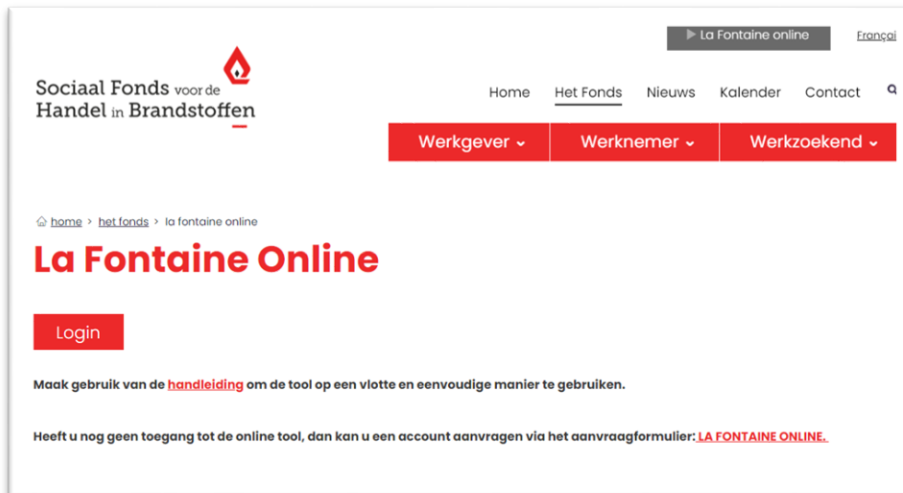 La Fontaine online
Françai
Sociaal Fonds voor de
Handel in Brandstoffen
Home Het Fonds Nieuws Kalender Contact
Werkgever Werknemer Werkzoekend
home > het fonds > la fontaine online
La Fontaine Online
Login
Maak gebruik van de handleiding om de tool op een vlotte en eenvoudige manier te gebruiken.
Heeft u nog geen toegang tot de online tool, dan kan u een account aanvragen via het aanvraagformulier: LA FONTAINE ONLINE.